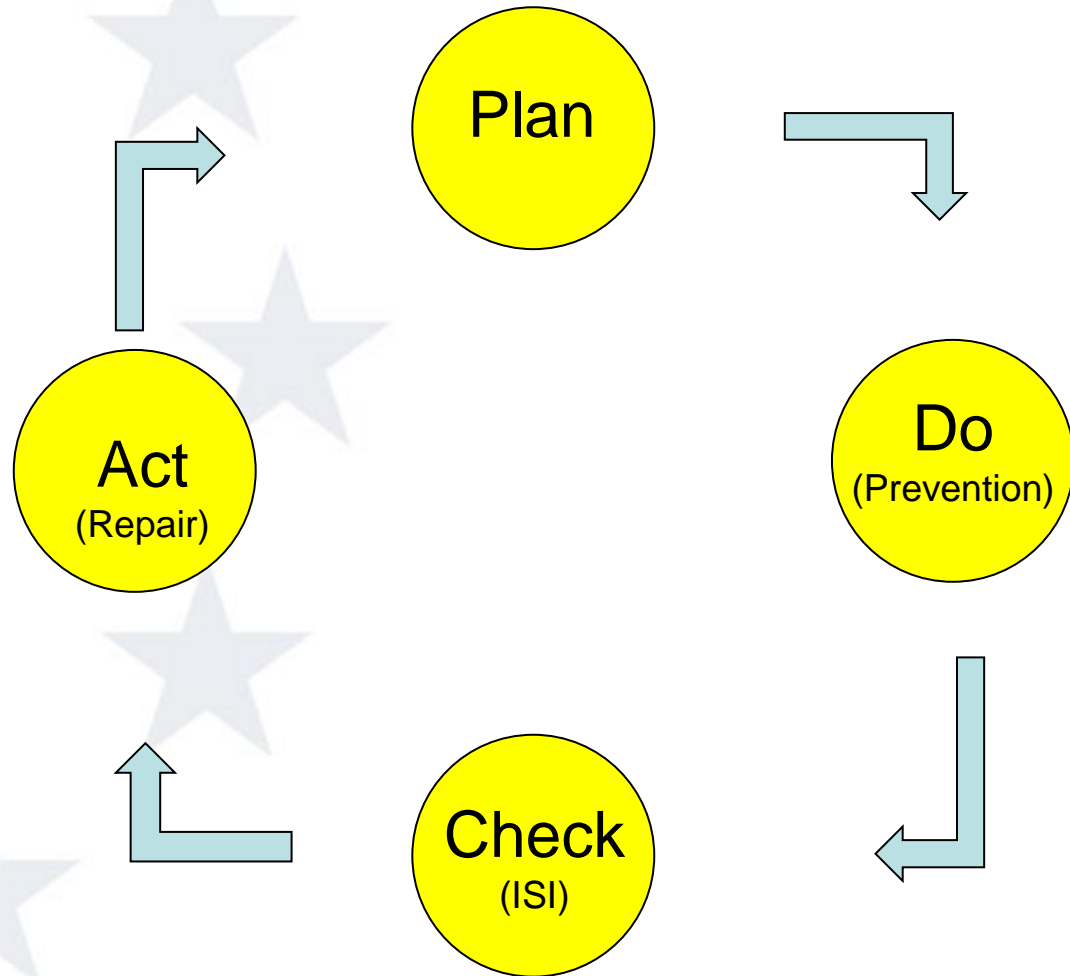 Plan
Do
(Prevention)
Check
(ISI)
Act
(Repair)